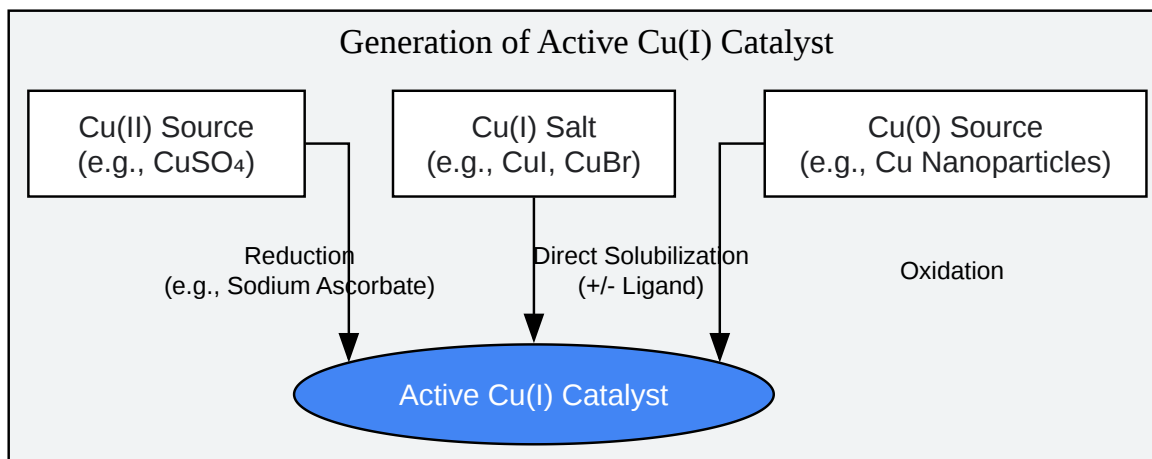 Generation of Active Cu(I) Catalyst
Cu(II) Source
(e.g., CuSO₄)
Cu(I) Salt
(e.g., CuI, CuBr)
Cu(0) Source
(e.g., Cu Nanoparticles)
Reduction
(e.g., Sodium Ascorbate)
Direct Solubilization
(+/- Ligand)
Oxidation
Active Cu(I) Catalyst